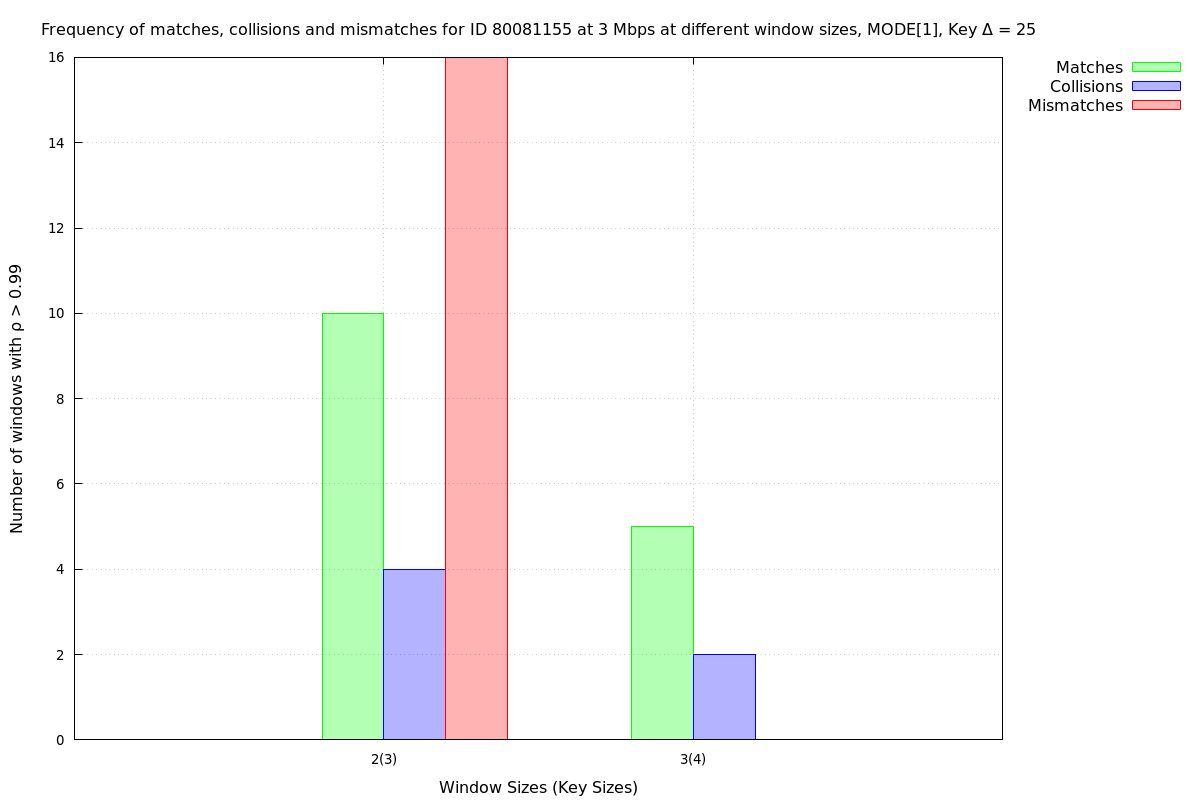 Frequency of matches, collisions and mismatches for ID 80081155 at 3 Mbps at different window sizes, MODE[1], Key Δ = 25
Matches
Collisions
Mismatches
Number of windows with ρ > 0.99
16
14
12
10
8
6
4
2
0
2(3) 3(4)
Window Sizes (Key Sizes)